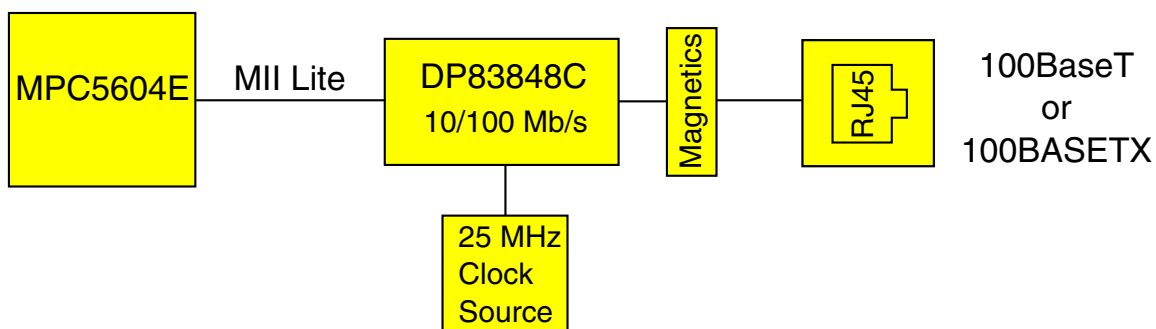 MPC5604E
MII Lite
DP83848C
10/100 Mb/s
Magnetics
RJ45
100BaseT
or
100BASETX
25 MHz
Clock
Source